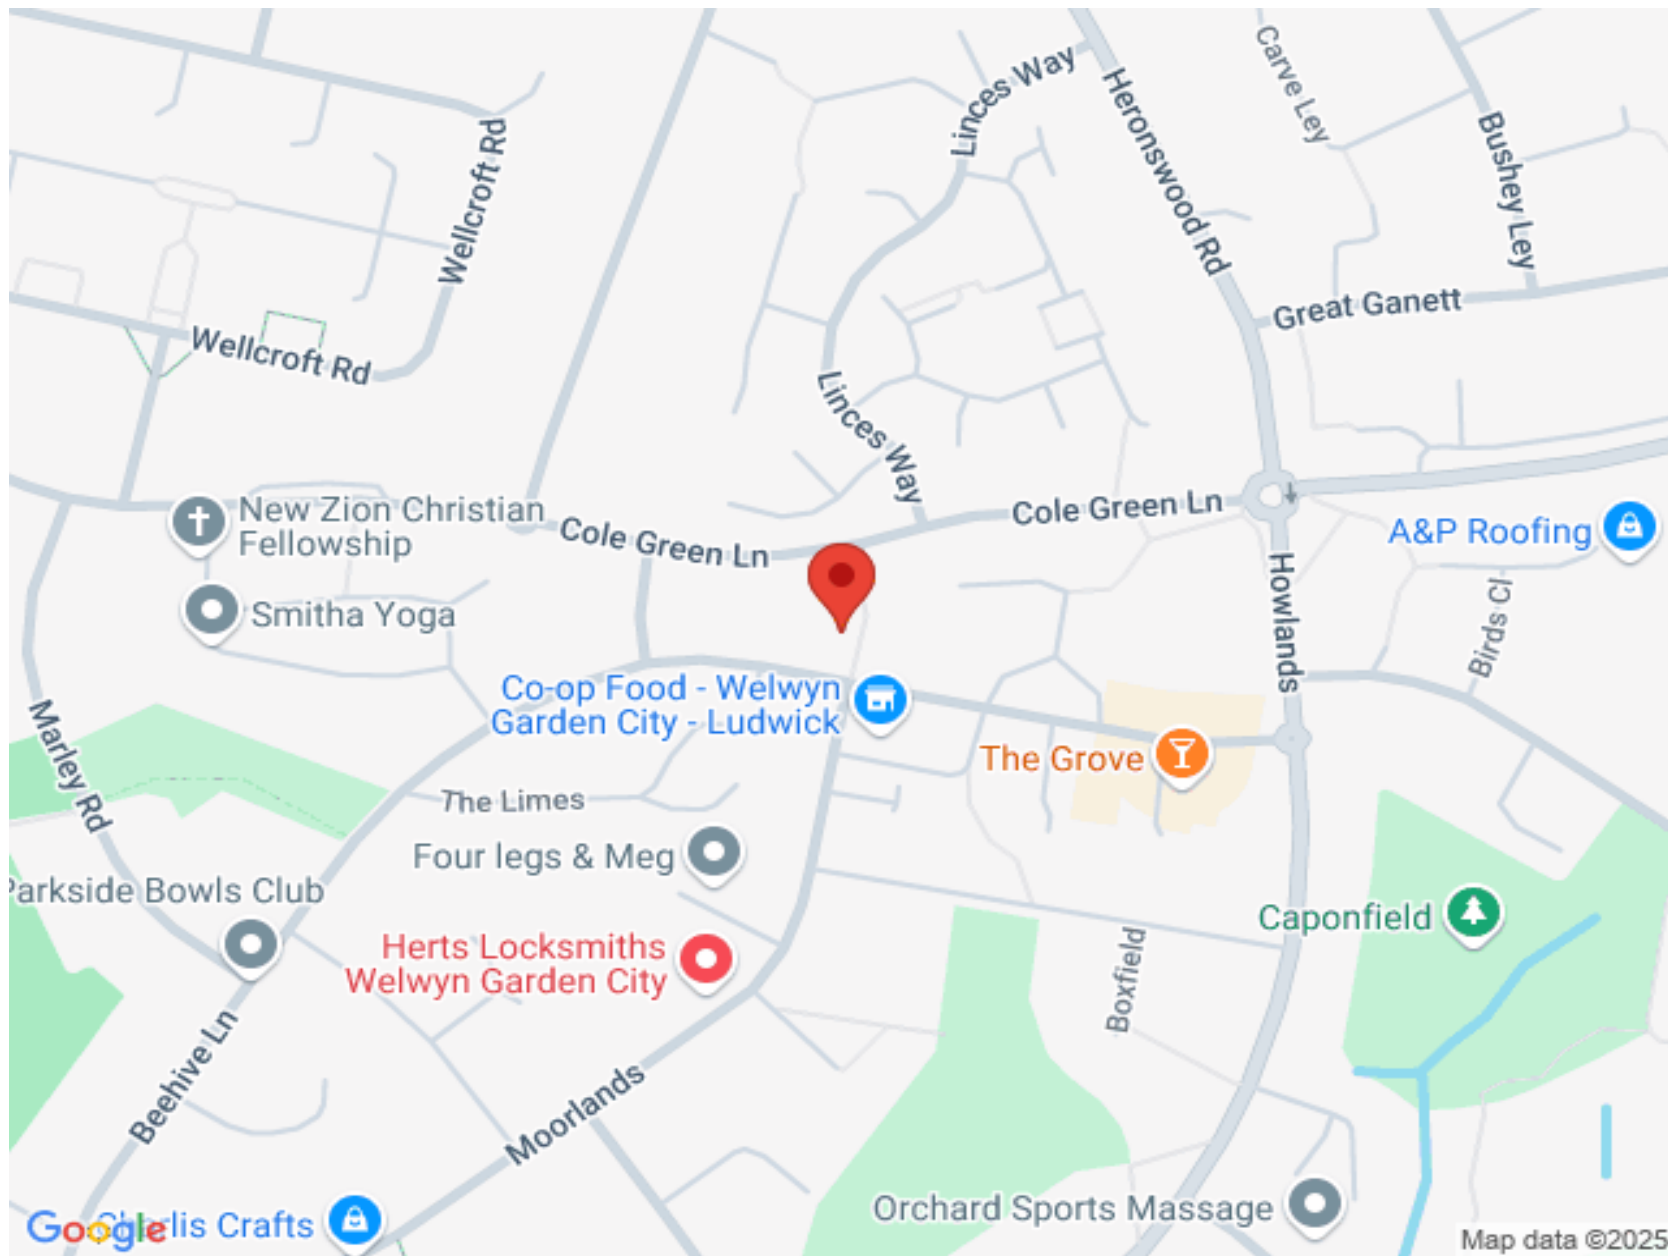 Linces Way
Carve Ley
Heronswood Rd
Bushey Ley
Wellcroft Rd
Great Ganett
Wellcroft Rd
Linces Way
New Zion Christian
Fellowship
Cole Green Ln
Cole Green Ln
A&P Roofing
Howlands
Birds Cl
Smitha Yoga
Co-op Food - Welwyn
Garden City - Ludwick
The Grove
Marley Rd
The Limes
Four legs & Meg
Parkside Bowls Club
Caponfield
Herts Locksmiths
Welwyn Garden City
Boxfield
Beehive Ln
Moorlands
Orchard Sports Massage
Google
Charlis Crafts
Map data ©2025